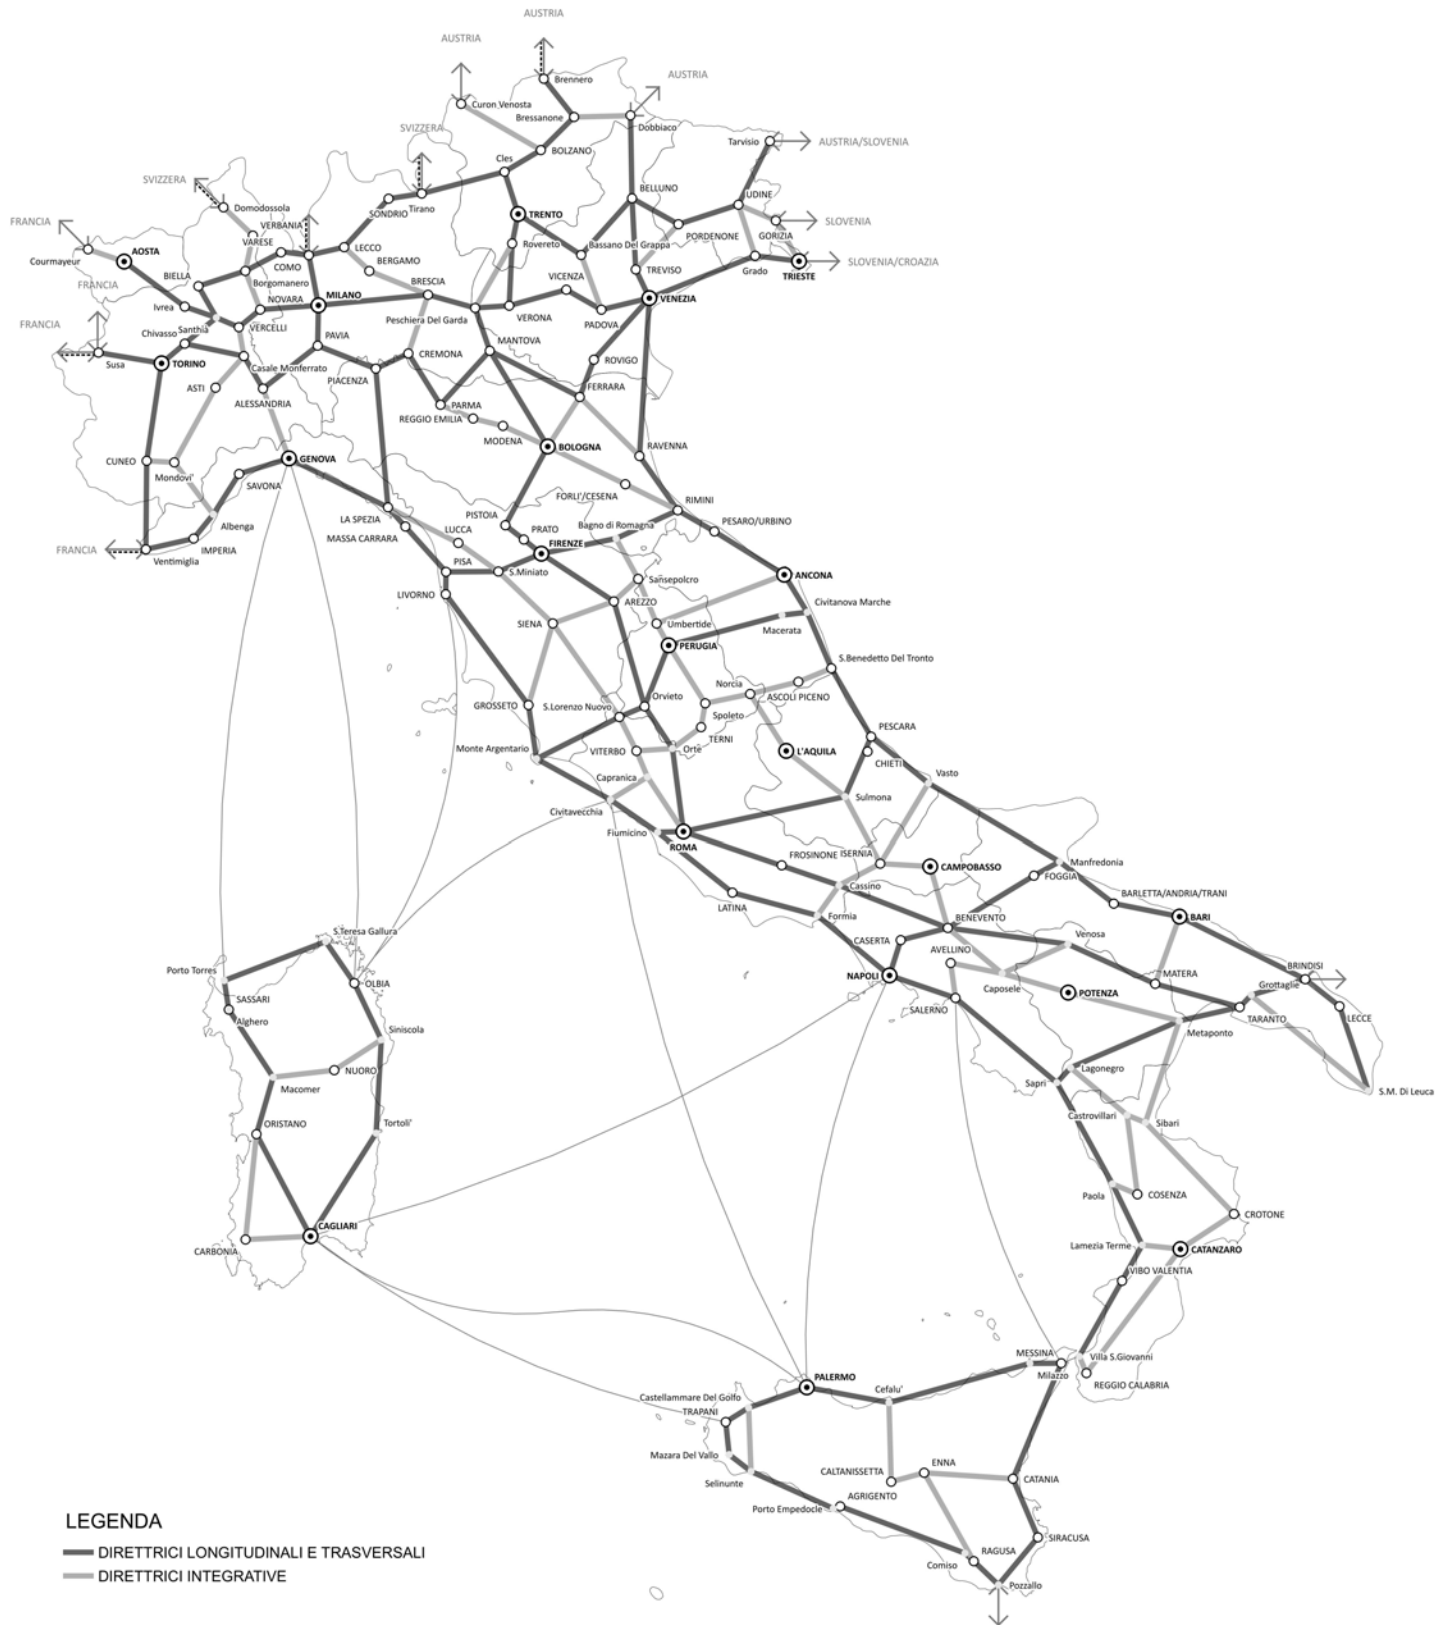 AUSTRIA
AUSTRIA
AUSTRIA
Brennero
Curon Venosta
Bressanone
Dobbiaco
SVIZZERA
Tarvisio
AUSTRIA/SLOVENIA
BOLZANO
Cles
SVIZZERA
BELLUNO
UDINE
Domodossola
SONDRIO
Tirano
TRENTO
FRANCIA
VERBANIA
SLOVENIA
PORDENONE
GORIZIA
AOSTA
VARESE
LECCO
Rovereto
Bassano Del Grappa
Courmayeur
COMO
BERGAMO
TREVISO
Grado
TRIESTE
SLOVENIA/CROAZIA
BIELLA
FRANCIA
Borgomanero
BRESCIA
VICENZA
NOVARA
MILANO
VENEZIA
Ivrea
Peschiera Del Garda
VERONA
PADOVA
FRANCIA
Chivasso
Santhià
VERCELLI
PAVIA
MANTOVA
CREMONA
ROVIGO
Susa
TORINO
Casale Monferrato
PIACENZA
ASTI
FERRARA
ALESSANDRIA
PARMA
REGGIO EMILIA
MODENA
BOLOGNA
RAVENNA
CUNEO
GENOVA
Mondovi'
SAVONA
FORLI'/CESENA
RIMINI
LA SPEZIA
PISTOIA
Albenga
LUCCA
PRATO
Bagno di Romagna
PESARO/URBINO
MASSA CARRARA
FRANCIA
IMPERIA
FIRENZE
Ventimiglia
PISA
S.Miniato
ANCONA
Sansepolcro
LIVORNO
AREZZO
Civitanova Marche
SIENA
Umbertide
Macerata
PERUGIA
S.Benedetto Del Tronto
Norcia
ASCOLI PICENO
Orvieto
GROSSETO
S.Lorenzo Nuovo
Spoleto
PESCARA
TERNI
Monte Argentario
VITERBO
Orte
L'AQUILA
CHIETI
Capranica
Vasto
Civitavecchia
Sulmona
Fiumicino
ROMA
FROSINONE
ISERNIA
CAMPOBASSO
Manfredonia
FOGGIA
Cassino
BARLETTA/ANDRIA/TRANI
LATINA
Formia
BENEVENTO
BARI
S.Teresa Gallura
CASERTA
AVELLINO
Venosa
BRINDISI
Porto Torres
OLBIA
NAPOLI
Caposele
MATERA
Grottaglie
SASSARI
POTENZA
SALERNO
TARANTO
LECCE
Alghero
Siniscola
Metaponto
NUORO
Lagonegro
Macomer
Sapri
S.M. Di Leuca
ORISTANO
Tortoli'
Castrovillari
Sibari
Paola
COSENZA
CROTONE
CAGLIARI
CARBONIA
Lamezia Terme
CATANZARO
VIBO VALENTIA
MESSINA
Villa S.Giovanni
Milazzo
REGGIO CALABRIA
PALERMO
Cefalu'
Castellammare Del Golfo
TRAPANI
Mazara Del Vallo
ENNA
CALTANISSETTA
CATANIA
Selinunte
AGRIGENTO
Porto Empedocle
LEGENDA
SIRACUSA
DIRETTRICI LONGITUDINALI E TRASVERSALI
RAGUSA
Comiso
DIRETTRICI INTEGRATIVE
Pozzallo